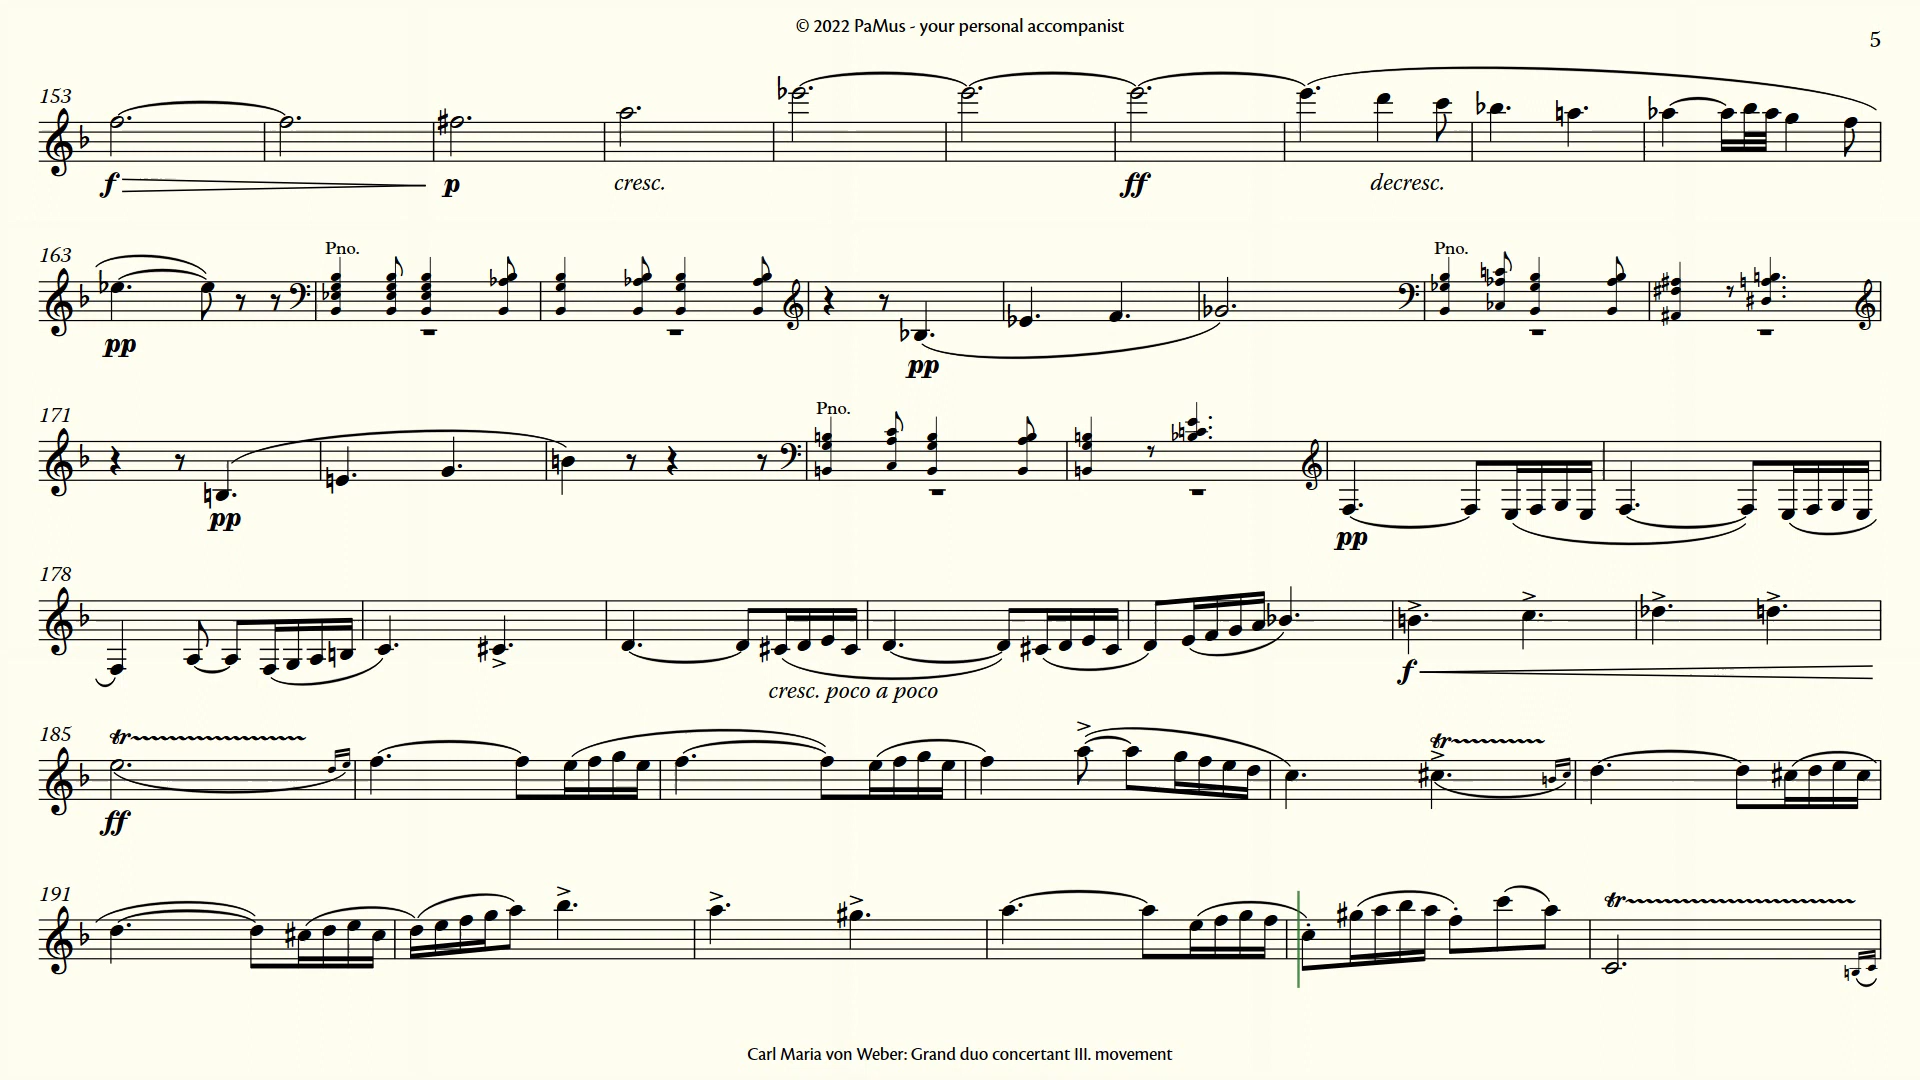 © 2022 PaMus - your personal accompanist
5
153
f p cresc. ff decresc.
163 Pno. Pno.
pp pp
171 Pno.
pp pp
178
cresc. poco a poco f
185 tr tr
ff
191 tr
Carl Maria von Weber: Grand duo concertant III. movement